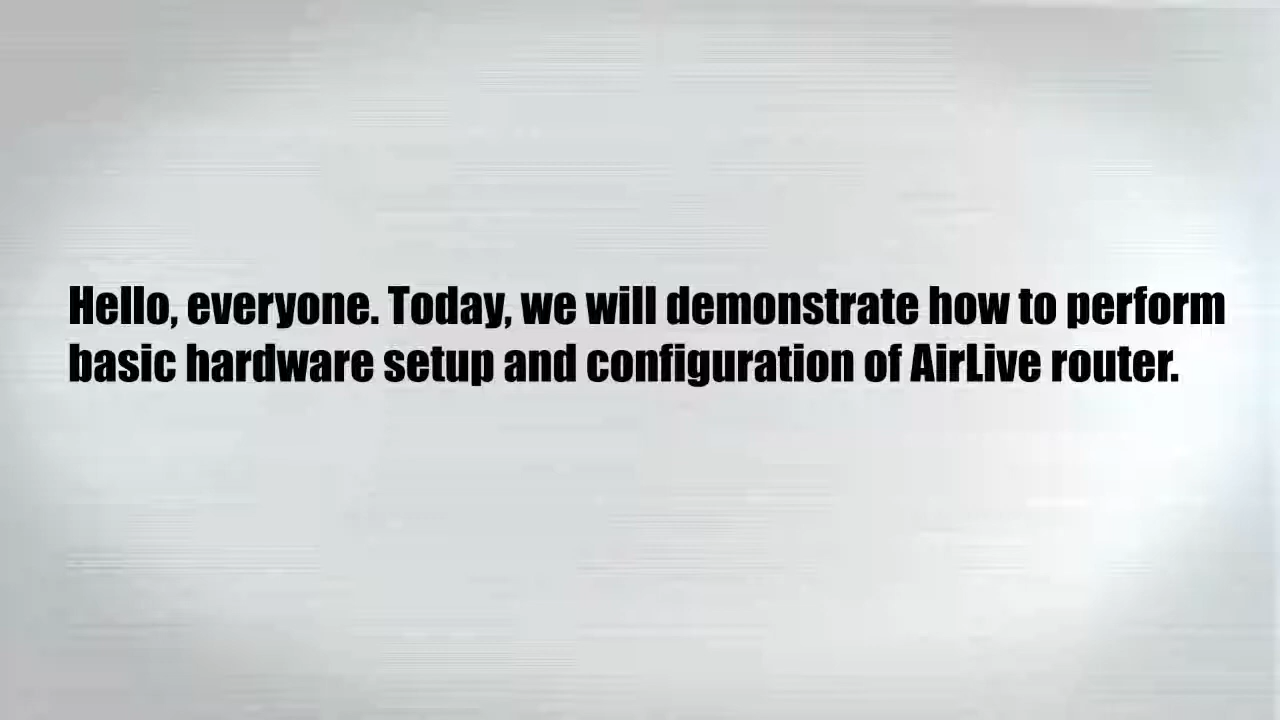 Hello, everyone. Today, we will demonstrate how to perform
basic hardware setup and configuration of AirLive router.